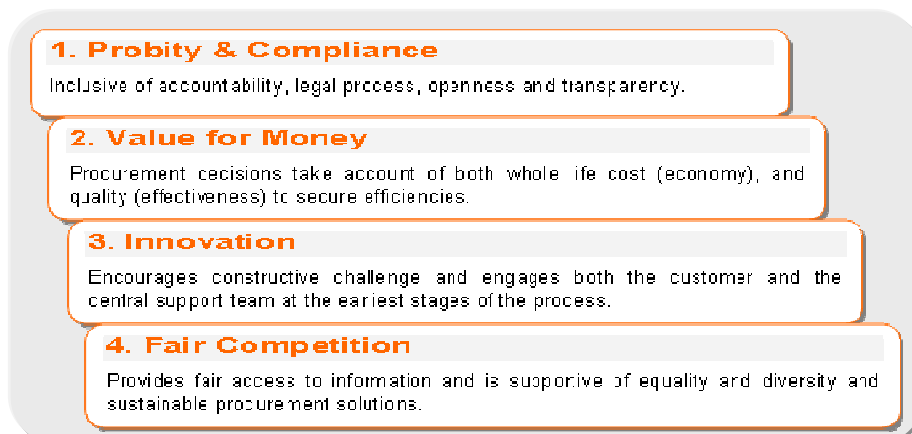 1. Probity & Compliance
Inclusive of accountability, legal process, openness and transparency.
2. Value for Money
Procurement decisions take account of both whole life cost (economy), and
quality (effectiveness) to secure efficiencies.
3. Innovation
Encourages constructive challenge and engages both the customer and the
central support team at the earliest stages of the process.
4. Fair Competition
Provides fair access to information and is supportive of equality and diversity and
sustainable procurement solutions.